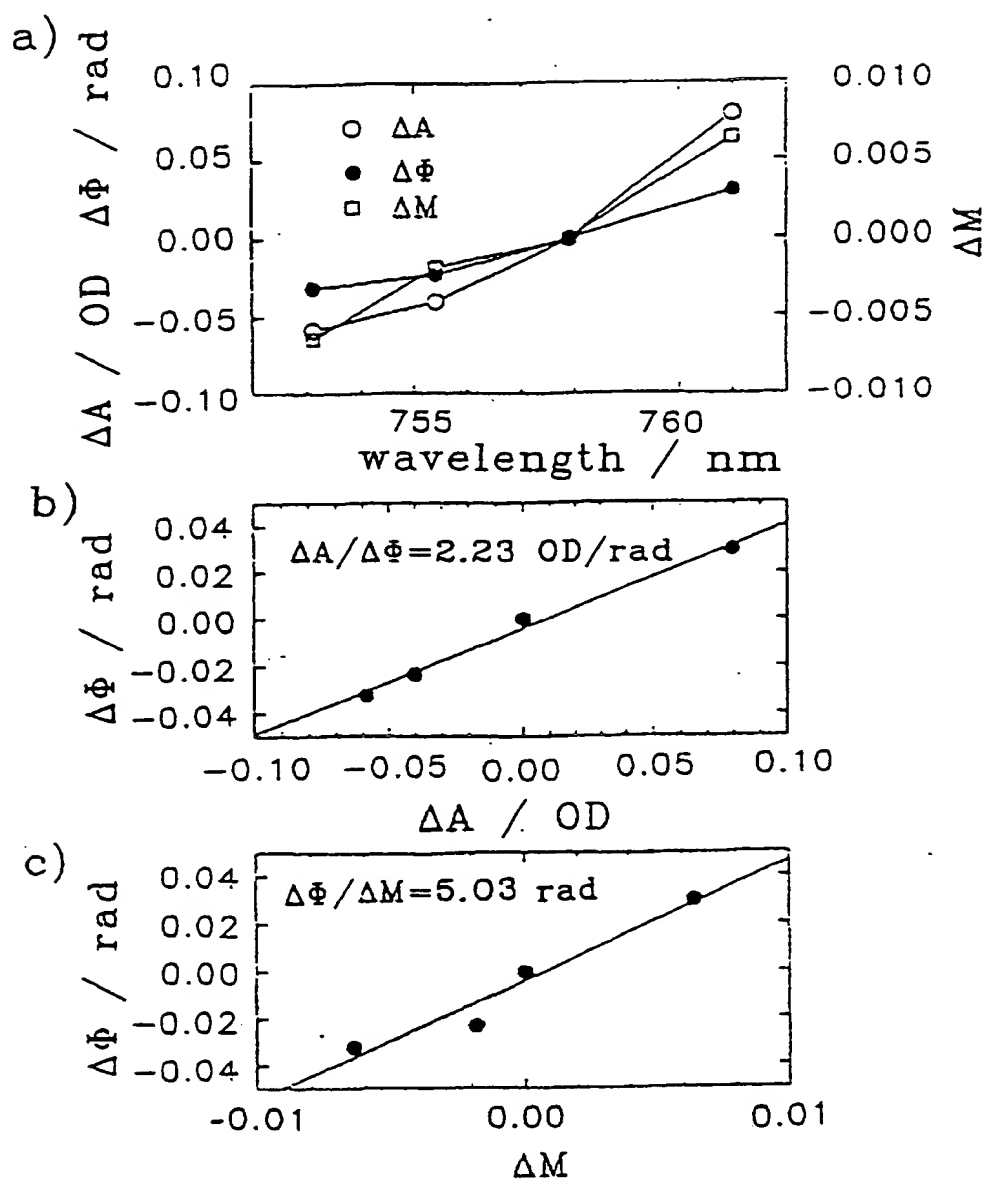 a)
ΔA / OD ΔΦ / rad
0.10
0.05
0.00
−0.05
−0.10
○ ΔA
● ΔΦ
□ ΔM
0.010
0.005
0.000
−0.005
−0.010
ΔM
755 760
wavelength / nm
b)
ΔΦ / rad
0.04
0.02
0.00
−0.02
−0.04
ΔA/ΔΦ=2.23 OD/rad
−0.10 −0.05 0.00 0.05 0.10
ΔA / OD
c)
ΔΦ / rad
0.04
0.02
0.00
−0.02
−0.04
ΔΦ/ΔM=5.03 rad
-0.01 0.00 0.01
ΔM